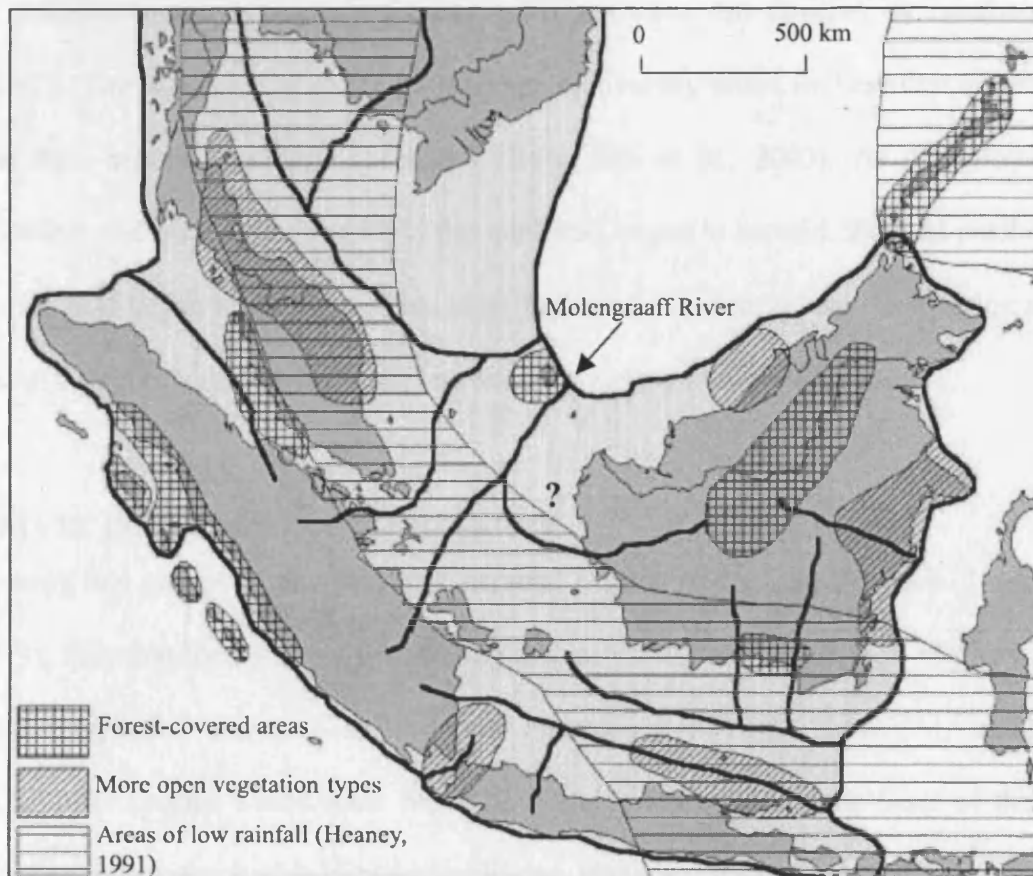 0 500 km
Molengraaff River
?
Forest-covered areas
More open vegetation types
Areas of low rainfall (Heaney,
1991)